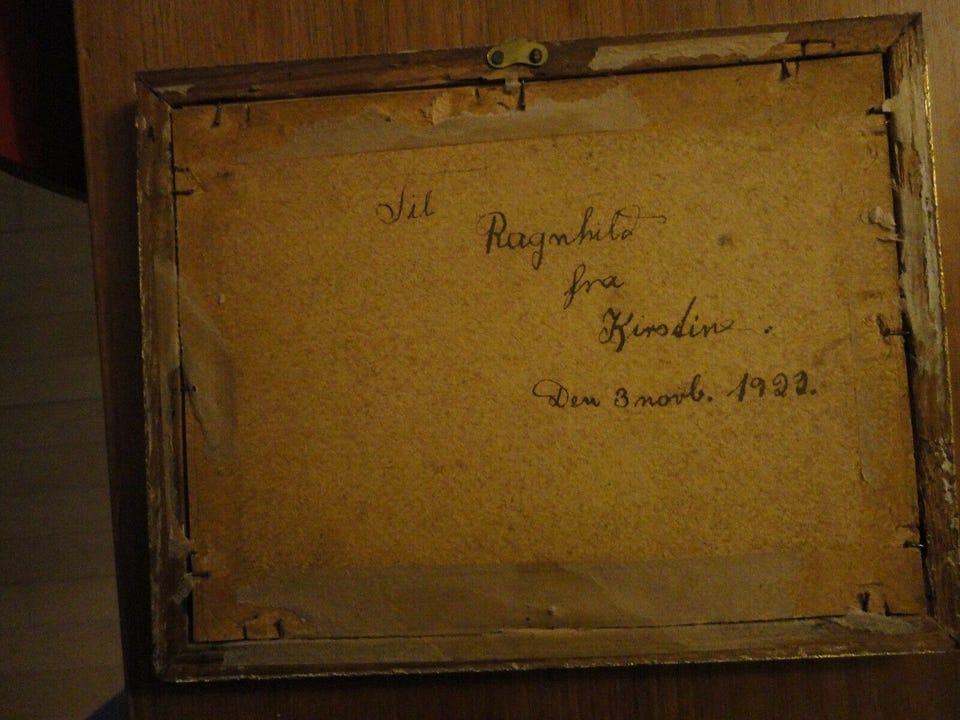 Til
Ragnhild
fra
Kirstin.
Den 3 novb. 1922.